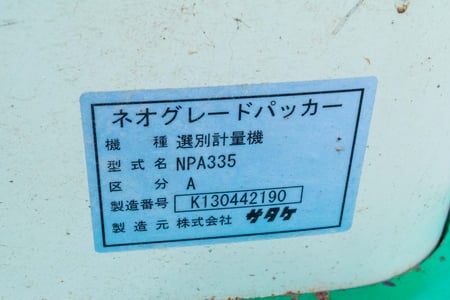 ネオグレードパッカー
機 種 選別計量機
型式名 NPA335
区 分 A
製造番号 K130442190
製造元 株式会社 サタケ